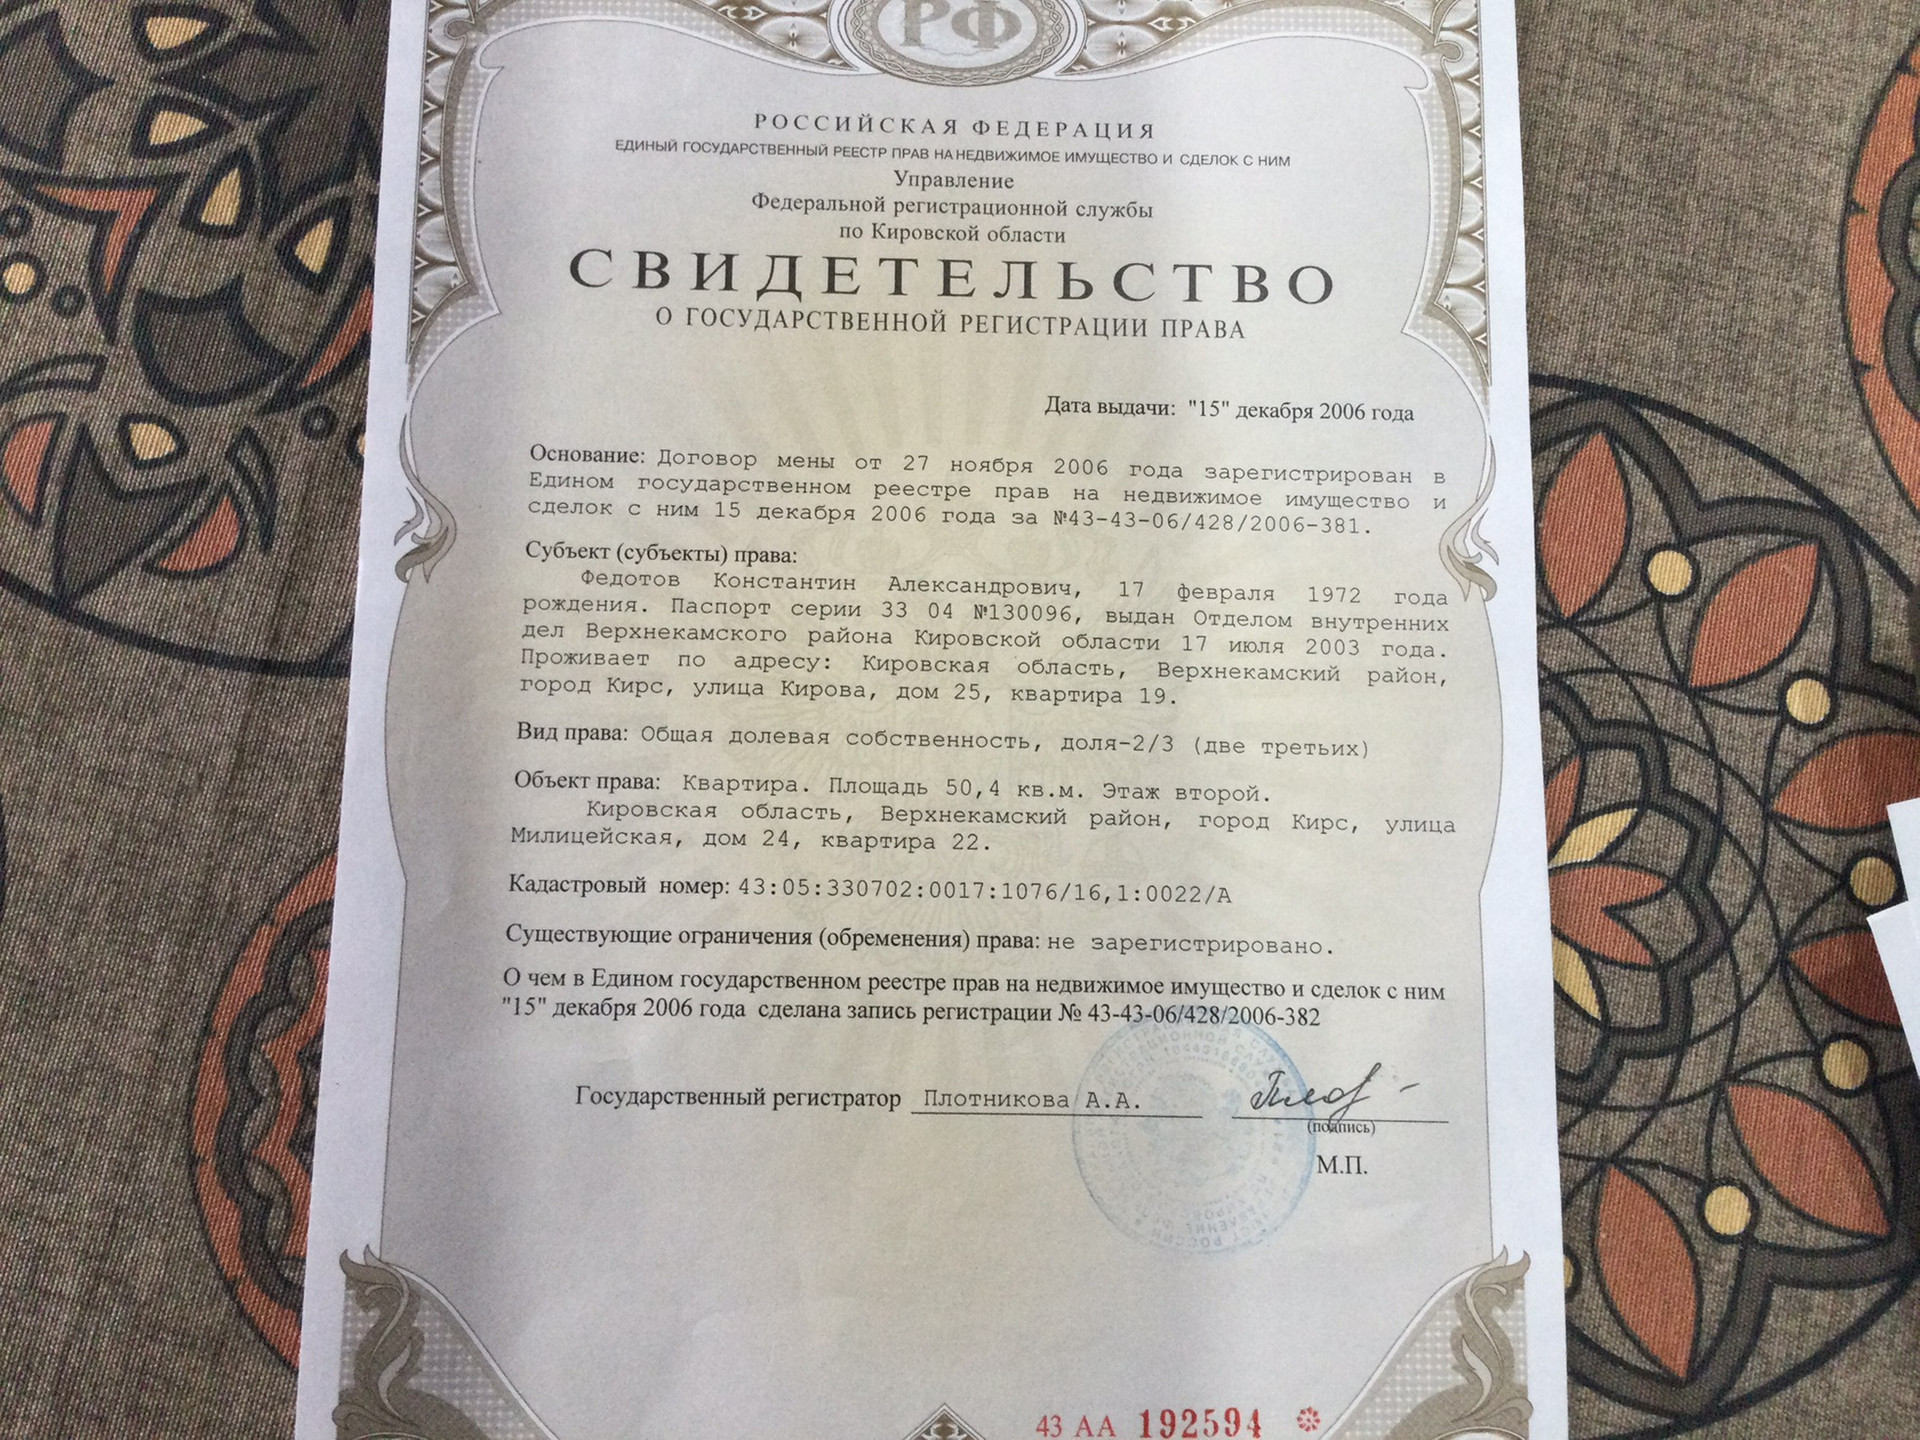 РФ
РОССИЙСКАЯ ФЕДЕРАЦИЯ
ЕДИНЫЙ ГОСУДАРСТВЕННЫЙ РЕЕСТР ПРАВ НА НЕДВИЖИМОЕ ИМУЩЕСТВО И СДЕЛОК С НИМ
Управление
Федеральной регистрационной службы
по Кировской области
СВИДЕТЕЛЬСТВО
О ГОСУДАРСТВЕННОЙ РЕГИСТРАЦИИ ПРАВА
Дата выдачи: "15" декабря 2006 года
Основание: Договор мены от 27 ноября 2006 года зарегистрирован в
Едином государственном реестре прав на недвижимое имущество и
сделок с ним 15 декабря 2006 года за №43-43-06/428/2006-381.
Субъект (субъекты) права:
Федотов Константин Александрович, 17 февраля 1972 года
рождения. Паспорт серии 33 04 №130096, выдан Отделом внутренних
дел Верхнекамского района Кировской области 17 июля 2003 года.
Проживает по адресу: Кировская область, Верхнекамский район,
город Кирс, улица Кирова, дом 25, квартира 19.
Вид права: Общая долевая собственность, доля-2/3 (две третьих)
Объект права: Квартира. Площадь 50,4 кв.м. Этаж второй.
Кировская область, Верхнекамский район, город Кирс, улица
Милицейская, дом 24, квартира 22.
Кадастровый номер: 43:05:330702:0017:1076/16,1:0022/А
Существующие ограничения (обременения) права: не зарегистрировано.
О чем в Едином государственном реестре прав на недвижимое имущество и сделок с ним
"15" декабря 2006 года сделана запись регистрации № 43-43-06/428/2006-382
Государственный регистратор Плотникова А.А.
(подпись)
М.П.
43 АА 192594